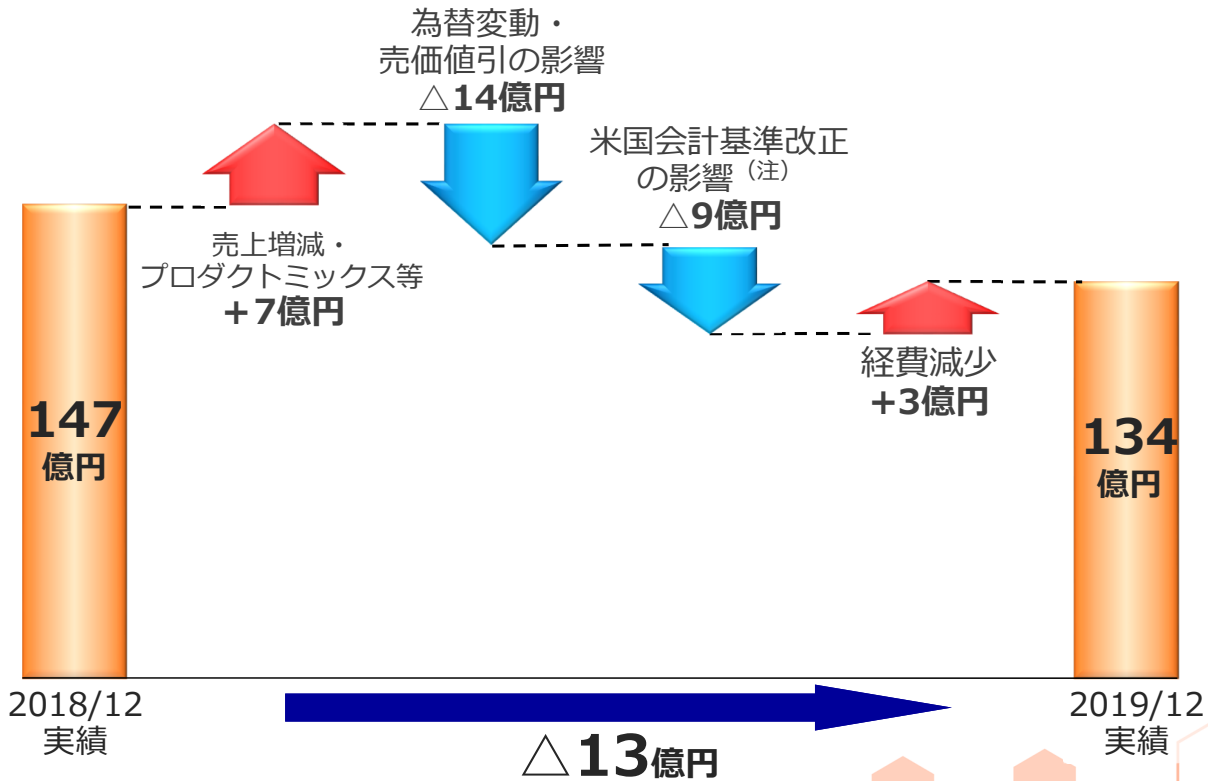 為替変動・
売価値引の影響
△14億円
米国会計基準改正
の影響（注）
△9億円
売上増減・
プロダクトミックス等
+7億円
経費減少
+3億円
147
億円
134
億円
2018/12
実績
2019/12
実績
△13億円